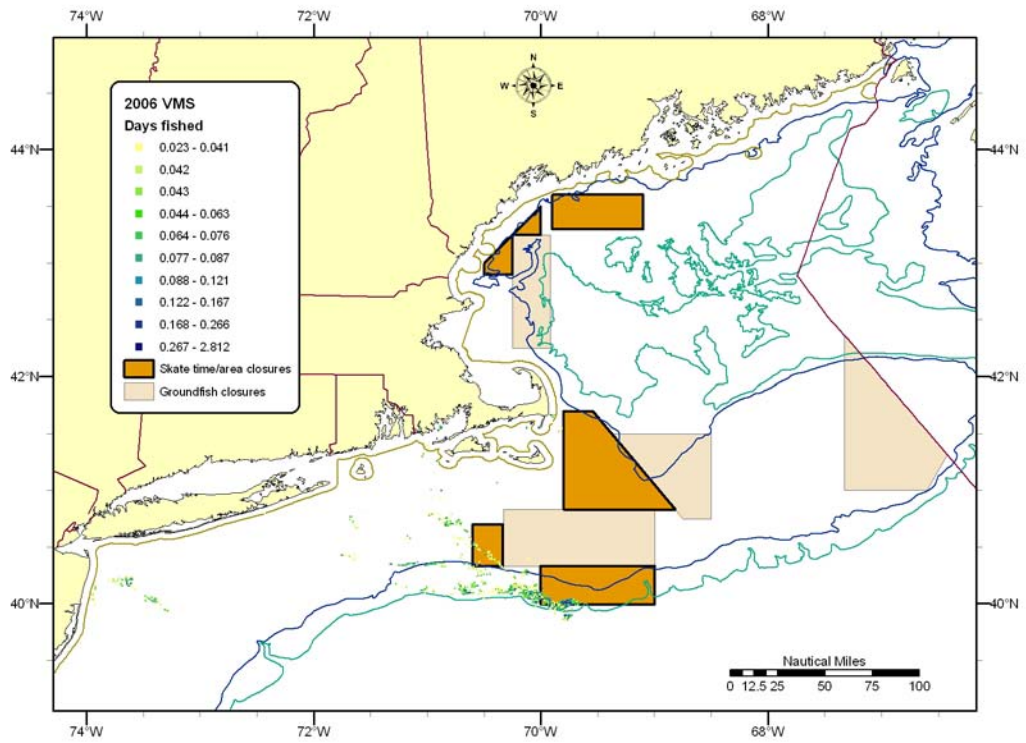 74°W 72°W 70°W 68°W
N
W E
S
2006 VMS
Days fished
0.023 - 0.041
0.042
0.043
0.044 - 0.063
0.064 - 0.076
0.077 - 0.087
0.088 - 0.121
0.122 - 0.167
0.168 - 0.266
0.267 - 2.812
Skate time/area closures
Groundfish closures
44°N 44°N
42°N 42°N
40°N 40°N
Nautical Miles
0 12.5 25 50 75 100
74°W 72°W 70°W 68°W